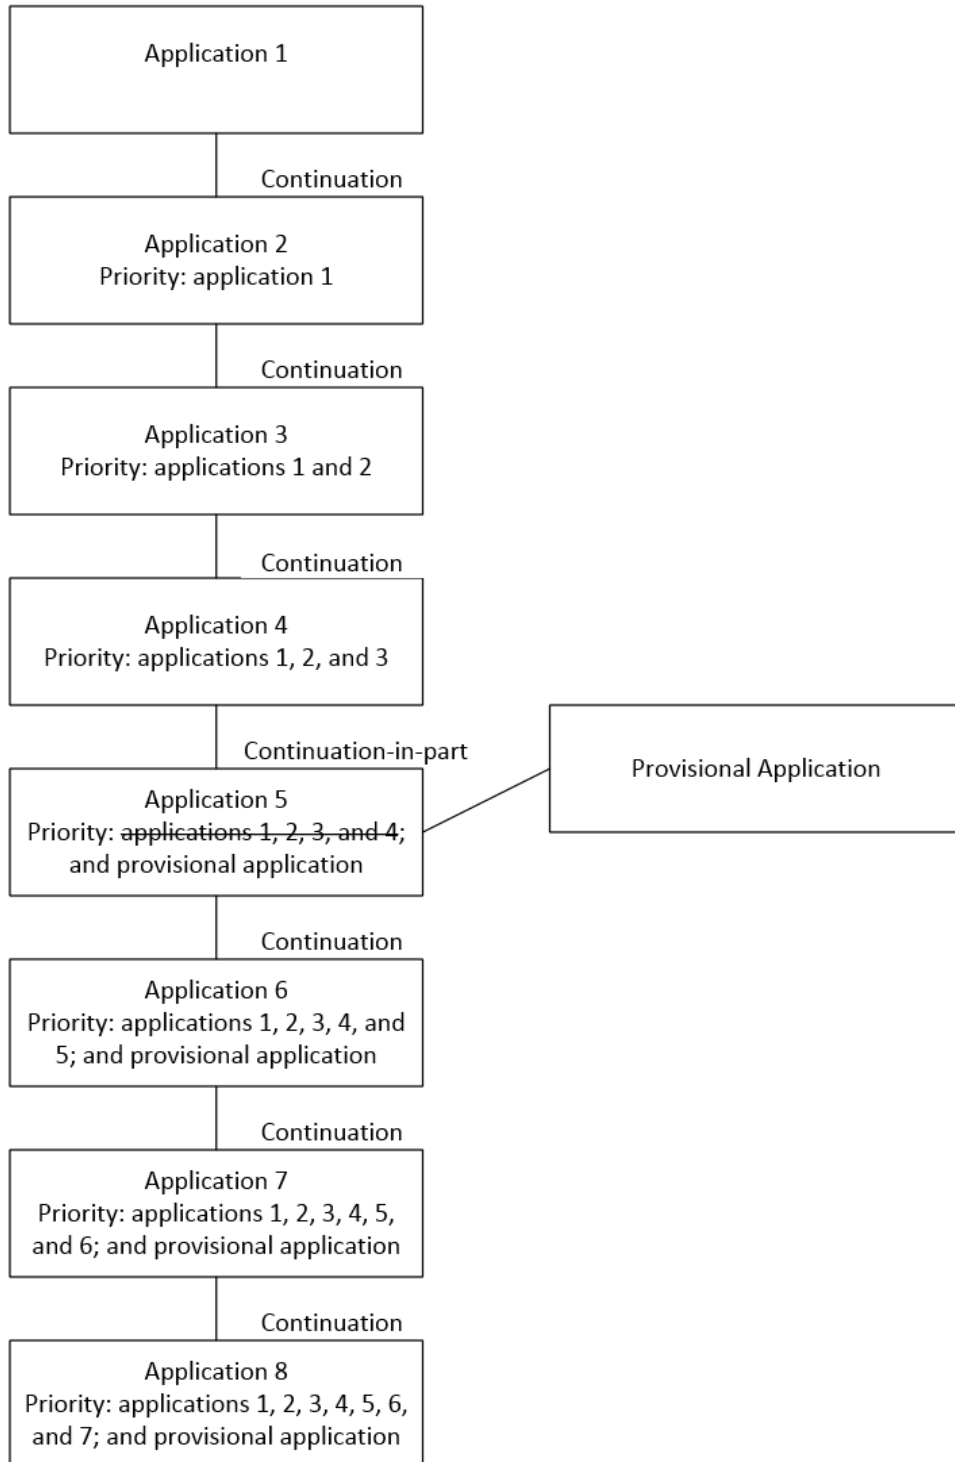 Application 1
Continuation
Application 2
Priority: application 1
Continuation
Application 3
Priority: applications 1 and 2
Continuation
Application 4
Priority: applications 1, 2, and 3
Continuation-in-part
Provisional Application
Application 5
Priority: applications 1, 2, 3, and 4;
and provisional application
Continuation
Application 6
Priority: applications 1, 2, 3, 4, and
5; and provisional application
Continuation
Application 7
Priority: applications 1, 2, 3, 4, 5,
and 6; and provisional application
Continuation
Application 8
Priority: applications 1, 2, 3, 4, 5, 6,
and 7; and provisional application